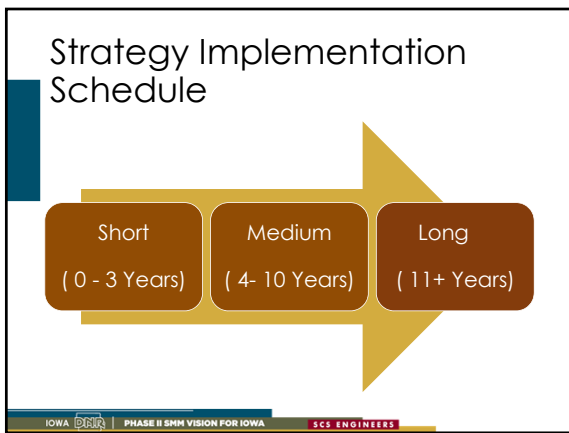 Strategy Implementation
Schedule
Short
( 0 - 3 Years)
Medium
( 4- 10 Years)
Long
( 11+ Years)
IOWA DNR | PHASE II SMM VISION FOR IOWA SCS ENGINEERS